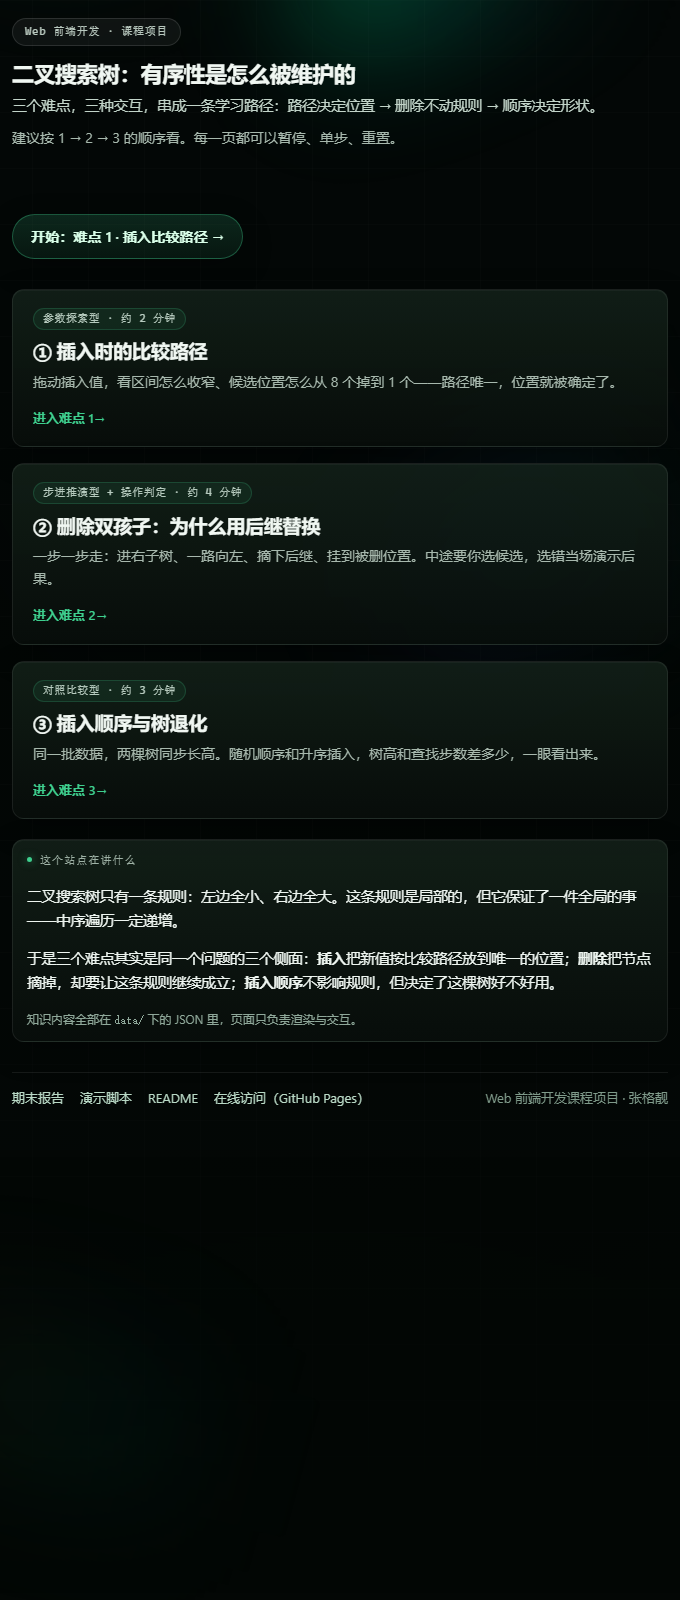 Web 前端开发 · 课程项目
二叉搜索树：有序性是怎么被维护的
三个难点，三种交互，串成一条学习路径：路径决定位置 → 删除不动规则 → 顺序决定形状。
建议按 1 → 2 → 3 的顺序看。每一页都可以暂停、单步、重置。
开始：难点 1 · 插入比较路径 →
参数探索型 · 约 2 分钟
① 插入时的比较路径
拖动插入值，看区间怎么收窄、候选位置怎么从 8 个掉到 1 个——路径唯一，位置就被确定了。
进入难点 1→
步进推演型 + 操作判定 · 约 4 分钟
② 删除双孩子：为什么用后继替换
一步一步走：进右子树、一路向左、摘下后继、挂到被删位置。中途要你选候选，选错当场演示后
果。
进入难点 2→
对照比较型 · 约 3 分钟
③ 插入顺序与树退化
同一批数据，两棵树同步长高。随机顺序和升序插入，树高和查找步数差多少，一眼看出来。
进入难点 3→
这个站点在讲什么
二叉搜索树只有一条规则：左边全小、右边全大。这条规则是局部的，但它保证了一件全局的事
——中序遍历一定递增。
于是三个难点其实是同一个问题的三个侧面：插入把新值按比较路径放到唯一的位置；删除把节点
摘掉，却要让这条规则继续成立；插入顺序不影响规则，但决定了这棵树好不好用。
知识内容全部在 data/ 下的 JSON 里，页面只负责渲染与交互。
期末报告 演示脚本 README 在线访问（GitHub Pages） Web 前端开发课程项目 · 张格靓